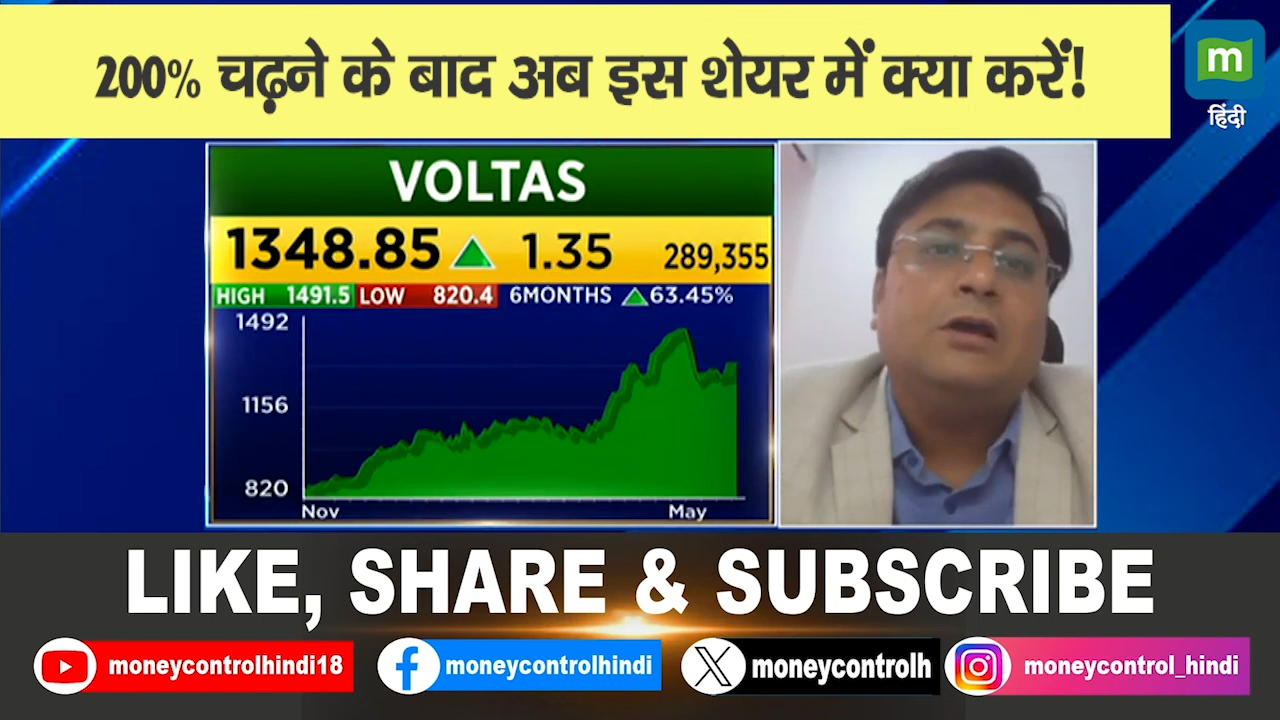 200% चढ़ने के बाद अब इस शेयर में क्या करें!
m
हिंदी
VOLTAS
1348.85 1.35 289,355
HIGH 1491.5 LOW 820.4 6MONTHS 63.45%
1492
1156
820
Nov May
LIKE, SHARE & SUBSCRIBE
moneycontrolhindi18 moneycontrolhindi moneycontrolh moneycontrol_hindi